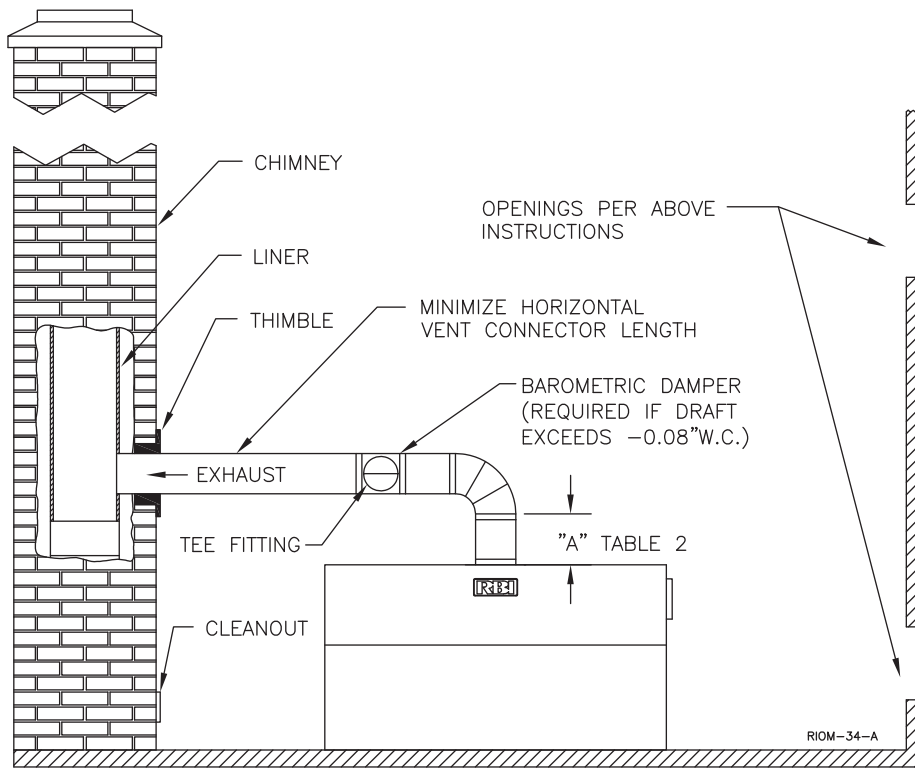 CHIMNEY
OPENINGS PER ABOVE
INSTRUCTIONS
LINER
THIMBLE
MINIMIZE HORIZONTAL
VENT CONNECTOR LENGTH
BAROMETRIC DAMPER
(REQUIRED IF DRAFT
EXCEEDS -0.08"W.C.)
EXHAUST
TEE FITTING
"A" TABLE 2
RBI
CLEANOUT
RIOM-34-A